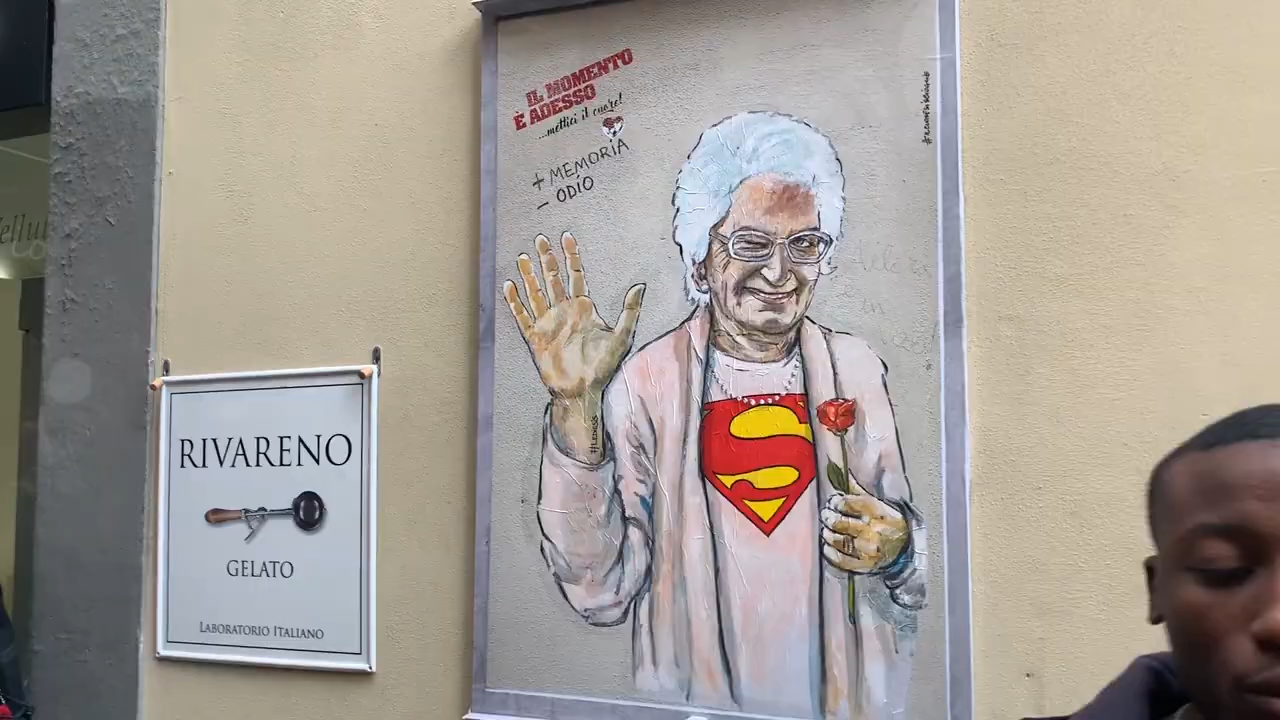 IL MOMENTO
È ADESSO
...mettici il cuore!
+ MEMORIA
- ODIO
S
RIVARENO
GELATO
LABORATORIO ITALIANO